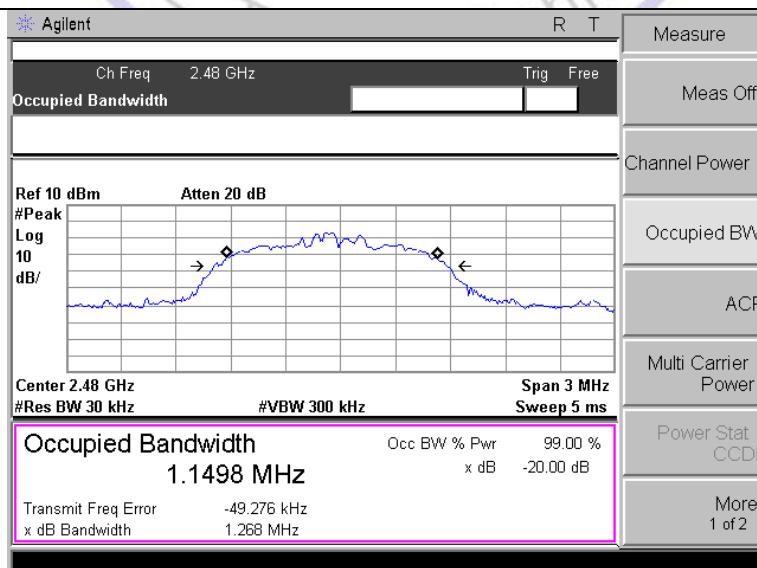 Agilent R T
Ch Freq 2.48 GHz Trig Free
Occupied Bandwidth
Ref 10 dBm Atten 20 dB
#Peak
Log
10
dB/
Center 2.48 GHz Span 3 MHz
#Res BW 30 kHz #VBW 300 kHz Sweep 5 ms
Occupied Bandwidth Occ BW % Pwr 99.00 %
1.1498 MHz x dB -20.00 dB
Transmit Freq Error -49.276 kHz
x dB Bandwidth 1.268 MHz
Measure
Meas Off
Channel Power
Occupied BW
ACP
Multi Carrier
Power
Power Stat
CCD
More
1 of 2